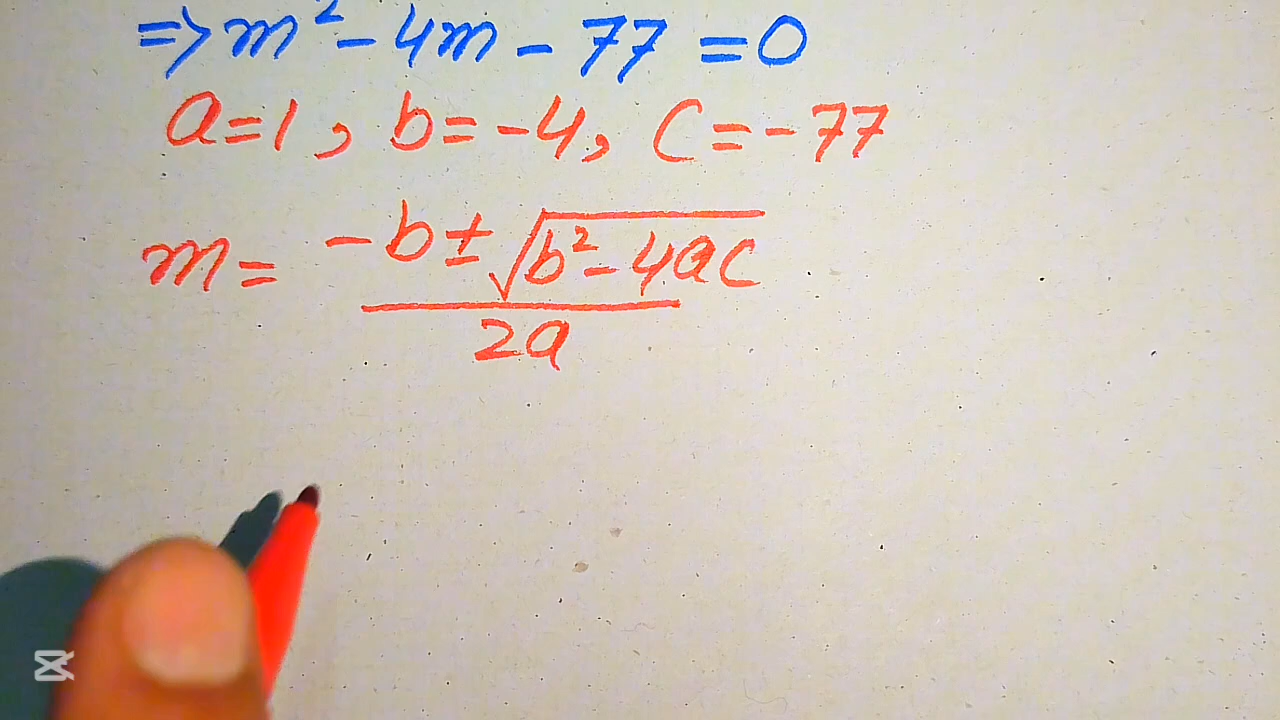 => m² - 4m - 77 = 0
a=1, b= -4, C= -77
m = -b ± √b² - 4ac
2a